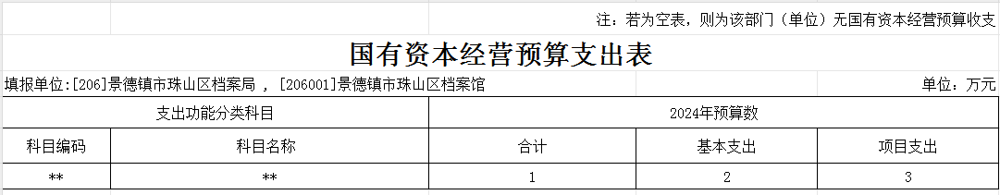 注：若为空表，则为该部门（单位）无国有资本经营预算收支
国有资本经营预算支出表
填报单位:[206]景德镇市珠山区档案局 , [206001]景德镇市珠山区档案馆 单位：万元
支出功能分类科目 2024年预算数
科目编码 科目名称 合计 基本支出 项目支出
** ** 1 2 3